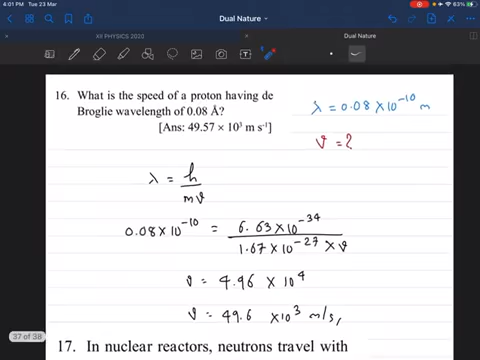 4:01 PM Tue 23 Mar
63%
Dual Nature
XII PHYSICS 2020
Dual Nature
16. What is the speed of a proton having de
Broglie wavelength of 0.08 Å?
[Ans: 49.57 × 10³ m s⁻¹]
λ = 0.08 × 10⁻¹⁰ m
v = ?
λ = h / mv
0.08 × 10⁻¹⁰ = 6.63 × 10⁻³⁴ / 1.67 × 10⁻²⁷ × v
v = 4.96 × 10⁴
v = 49.6 × 10³ m/s,
37 of 38
17. In nuclear reactors, neutrons travel with